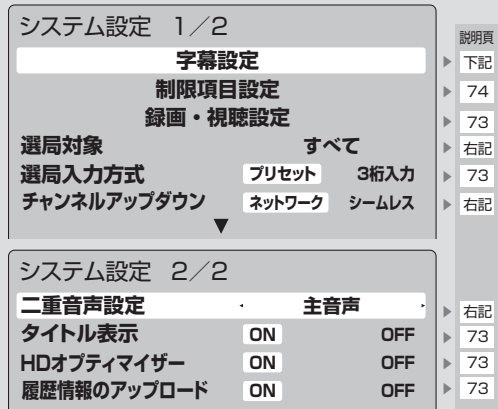 システム設定 1／2
説明頁
字幕設定 ▶ 下記
制限項目設定 ▶ 74
録画・視聴設定 ▶ 73
選局対象 すべて ▶ 右記
選局入力方式 プリセット 3桁入力 ▶ 73
チャンネルアップダウン ネットワーク シームレス ▶ 右記
▼
システム設定 2／2
二重音声設定 主音声 ▶ 右記
タイトル表示 ON OFF ▶ 73
HDオプティマイザー ON OFF ▶ 73
履歴情報のアップロード ON OFF ▶ 73